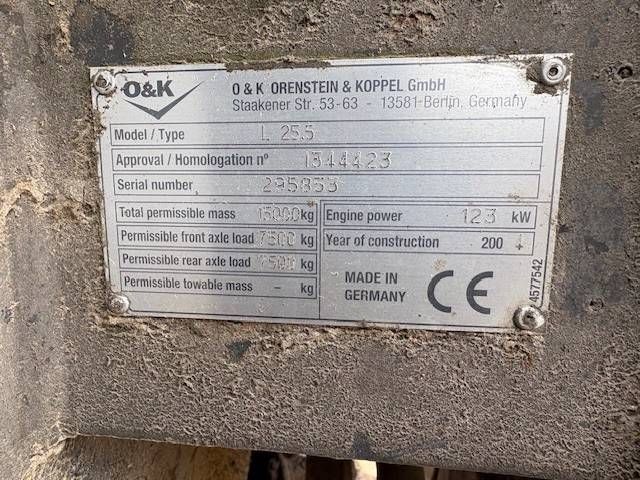 O&K
O & K ORENSTEIN & KOPPEL GmbH
Staakener Str. 53-63 - 13581-Berlin, Germany
Model / Type L 25.5
Approval / Homologation n° 1344423
Serial number 295853
Total permissible mass 15000 kg
Permissible front axle load 7500 kg
Permissible rear axle load kg
Permissible towable mass - kg
Engine power 123 kW
Year of construction 200
MADE IN
GERMANY
CE
4577542